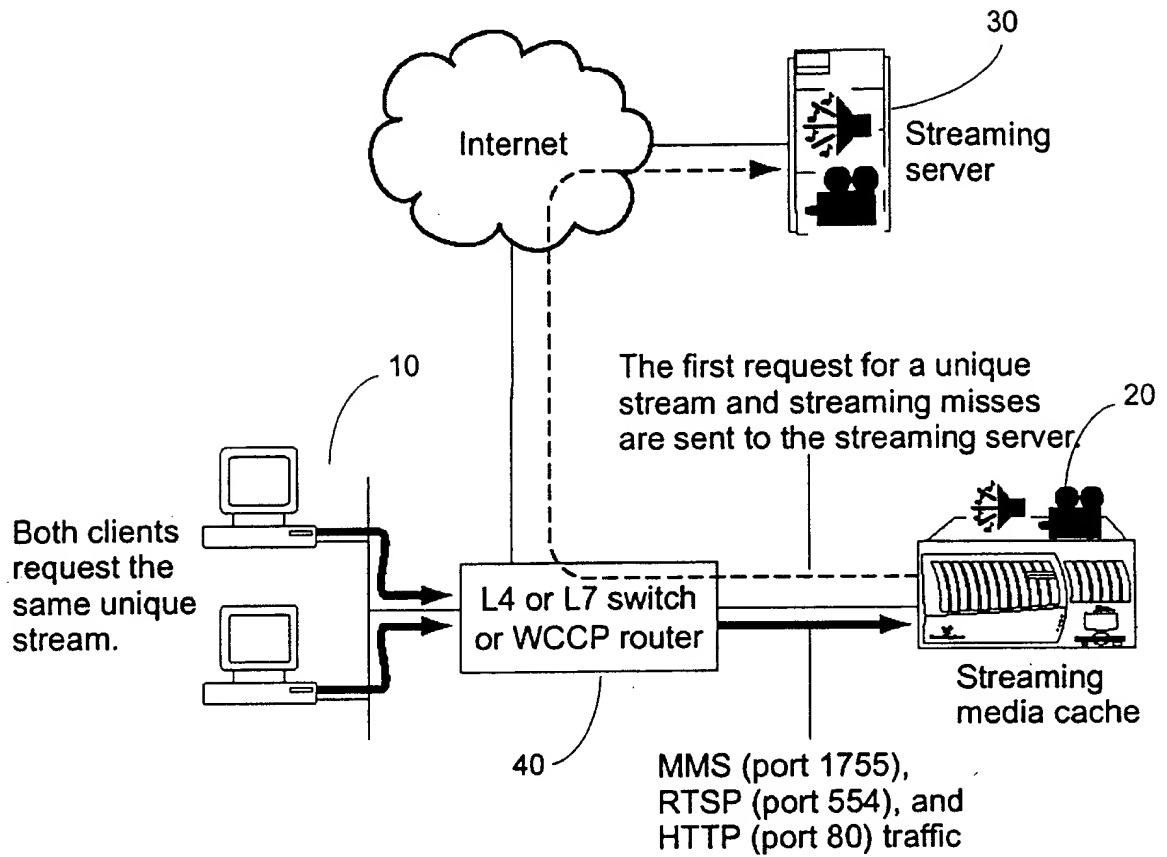 30
Internet
Streaming
server
10
The first request for a unique
stream and streaming misses
are sent to the streaming server.
20
Both clients
request the
same unique
stream.
L4 or L7 switch
or WCCP router
Streaming
media cache
40
MMS (port 1755),
RTSP (port 554), and
HTTP (port 80) traffic